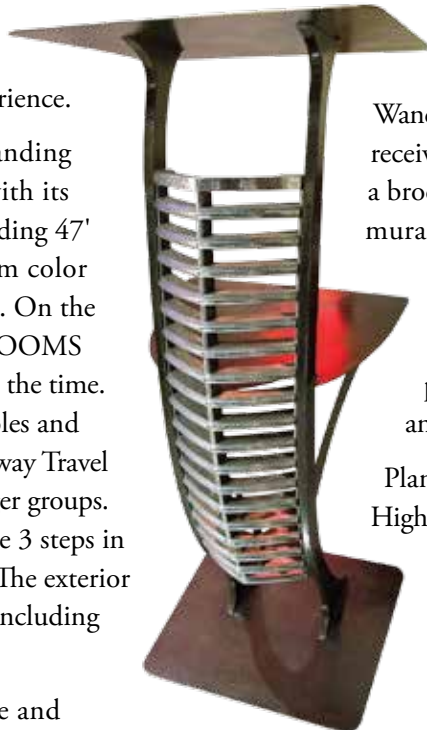 rience.
anding
ith its
ding 47'
m color
. On the
OOMS
the time.
les and
way Travel
er groups.
e 3 steps in
The exterior
ncluding
e and
Wand
receiv
a broc
mura
an
Plan
High